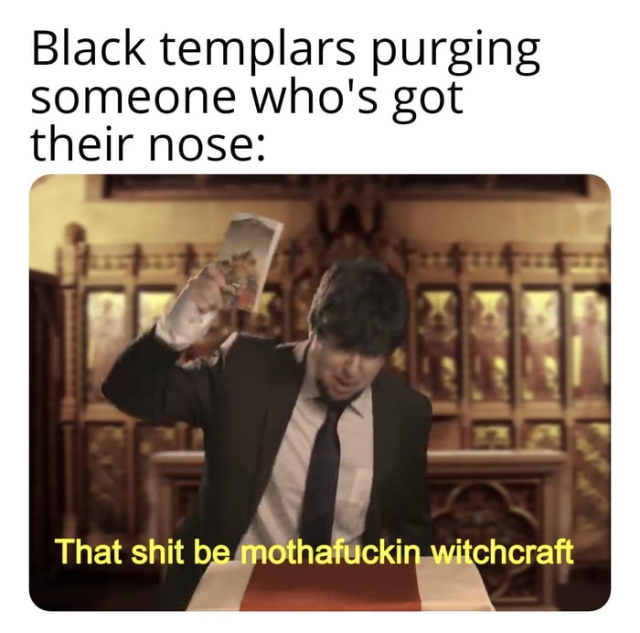 Black templars purging
someone who's got
their nose:
That shit be mothafuckin witchcraft